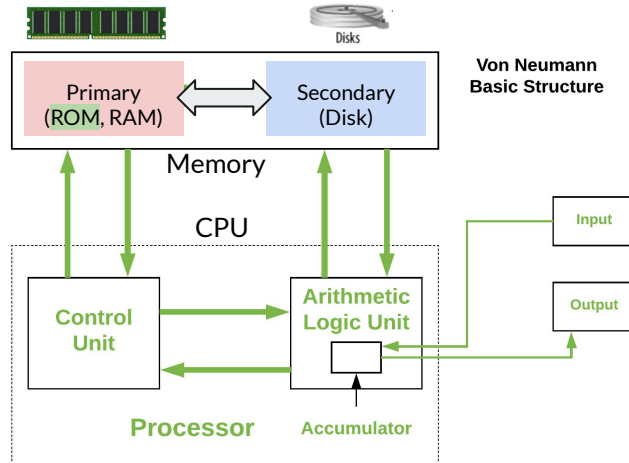 Disks
Von Neumann
Basic Structure
Primary
(ROM, RAM)
Secondary
(Disk)
Memory
CPU
Input
Output
Control
Unit
Arithmetic
Logic Unit
Processor
Accumulator